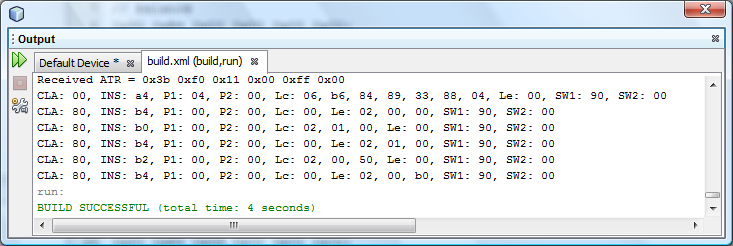 Output
Default Device * build.xml (build,run)
Received ATR = 0x3b 0xf0 0x11 0x00 0xff 0x00
CLA: 00, INS: a4, P1: 04, P2: 00, Lc: 06, b6, 84, 89, 33, 88, 04, Le: 00, SW1: 90, SW2: 00
CLA: 80, INS: b4, P1: 00, P2: 00, Lc: 00, Le: 02, 00, 00, SW1: 90, SW2: 00
CLA: 80, INS: b0, P1: 00, P2: 00, Lc: 02, 01, 00, Le: 00, SW1: 90, SW2: 00
CLA: 80, INS: b4, P1: 00, P2: 00, Lc: 00, Le: 02, 01, 00, SW1: 90, SW2: 00
CLA: 80, INS: b2, P1: 00, P2: 00, Lc: 02, 00, 50, Le: 00, SW1: 90, SW2: 00
CLA: 80, INS: b4, P1: 00, P2: 00, Lc: 00, Le: 02, 00, b0, SW1: 90, SW2: 00
run:
BUILD SUCCESSFUL (total time: 4 seconds)